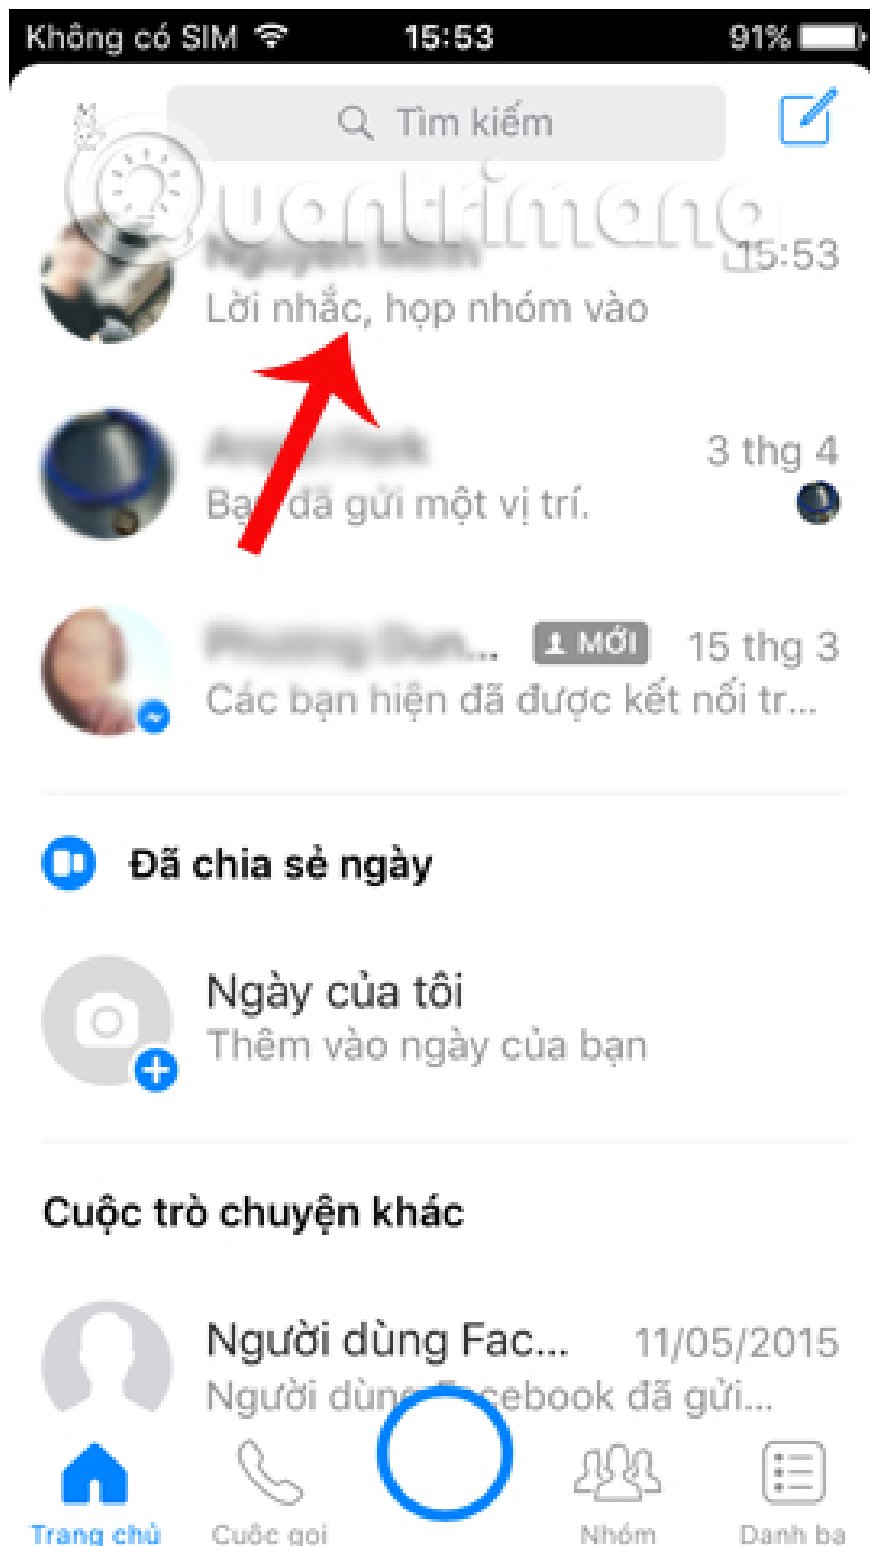 Không có SIM 15:53 91%
Tìm kiếm
uantrimang
15:53
Lời nhắc, họp nhóm vào
3 thg 4
Bạn đã gửi một vị trí.
... MỚI 15 thg 3
Các bạn hiện đã được kết nối tr...
Đã chia sẻ ngày
Ngày của tôi
Thêm vào ngày của bạn
Cuộc trò chuyện khác
Người dùng Fac... 11/05/2015
Người dùng Facebook đã gửi...
Trang chủ Cuộc gọi Nhóm Danh bạ